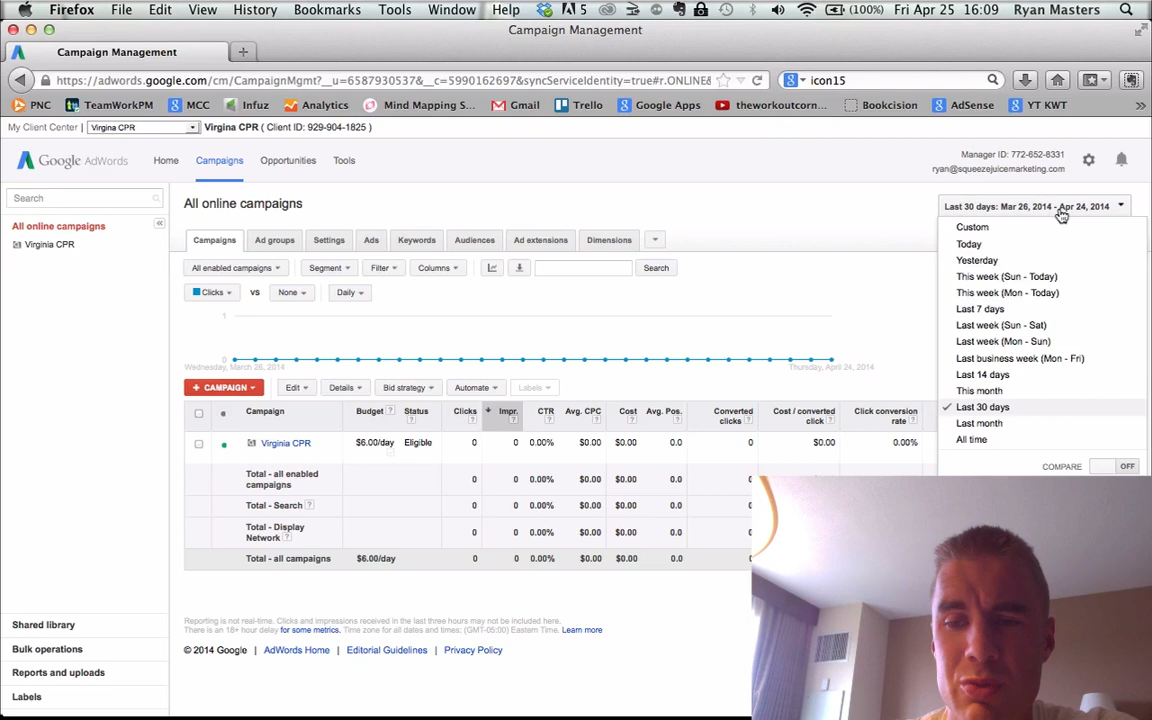 Firefox File Edit View History Bookmarks Tools Window Help 5 (100%) Fri Apr 25 16:09 Ryan Masters
Campaign Management
Campaign Management
https://adwords.google.com/cm/CampaignMgmt?__u=6587930537&__c=5990162697&syncServiceIdentity=true#r.ONLINE& icon15
PNC TeamWorkPM MCC Infuz Analytics Mind Mapping S... Gmail Trello Google Apps theworkoutcorn... Bookcision AdSense YT KWT
My Client Center Virgina CPR Virgina CPR ( Client ID: 929-904-1825 )
Google AdWords Home Campaigns Opportunities Tools
Manager ID: 772-652-8331
ryan@squeezejuicemarketing.com
Search
All online campaigns
Virginia CPR
All online campaigns
Last 30 days: Mar 26, 2014 - Apr 24, 2014
Campaigns Ad groups Settings Ads Keywords Audiences Ad extensions Dimensions
All enabled campaigns Segment Filter Columns Search
Clicks VS None Daily
Custom
Today
Yesterday
This week (Sun - Today)
This week (Mon - Today)
Last 7 days
Last week (Sun - Sat)
Last week (Mon - Sun)
Last business week (Mon - Fri)
Last 14 days
This month
Last 30 days
Last month
All time
COMPARE OFF
1
0
Wednesday, March 26, 2014 Thursday, April 24, 2014
+ CAMPAIGN Edit Details Bid strategy Automate Labels
Campaign Budget ? Status ? Clicks ? Impr. ? CTR ? Avg. CPC ? Cost ? Avg. Pos. ? Converted clicks ? Cost / converted click ? Click conversion rate ?
Virginia CPR $6.00/day Eligible 0 0 0.00% $0.00 $0.00 0.0 0 $0.00 0.00%
Total - all enabled campaigns 0 0 0.00% $0.00 $0.00 0.0
Total - Search ? 0 0 0.00% $0.00 $0.00 0.0
Total - Display Network ? 0 0 0.00% $0.00 $0.00 0.0
Total - all campaigns $6.00/day 0 0 0.00% $0.00 $0.00 0.0
Reporting is not real-time. Clicks and impressions received in the last three hours may not be included here.
There is an 18+ hour delay for some metrics. Time zone for all dates and times: (GMT-05:00) Eastern Time. Learn more
© 2014 Google | AdWords Home | Editorial Guidelines | Privacy Policy
Shared library
Bulk operations
Reports and uploads
Labels